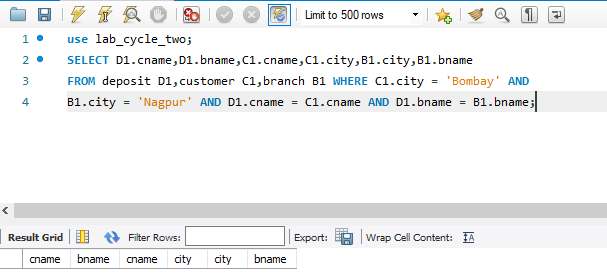 Limit to 500 rows
1 use lab_cycle_two;
2 SELECT D1.cname,D1.bname,C1.cname,C1.city,B1.city,B1.bname
3 FROM deposit D1,customer C1,branch B1 WHERE C1.city = 'Bombay' AND
4 B1.city = 'Nagpur' AND D1.cname = C1.cname AND D1.bname = B1.bname;
Result Grid Filter Rows: Export: Wrap Cell Content: IA
cname bname cname city city bname